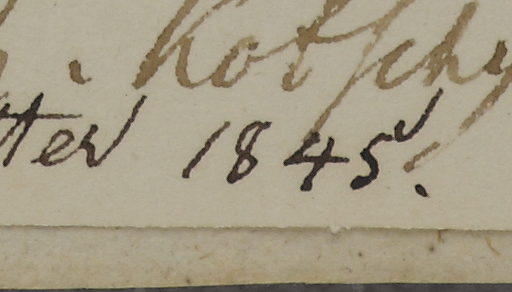 Kotschy
tter 1845.